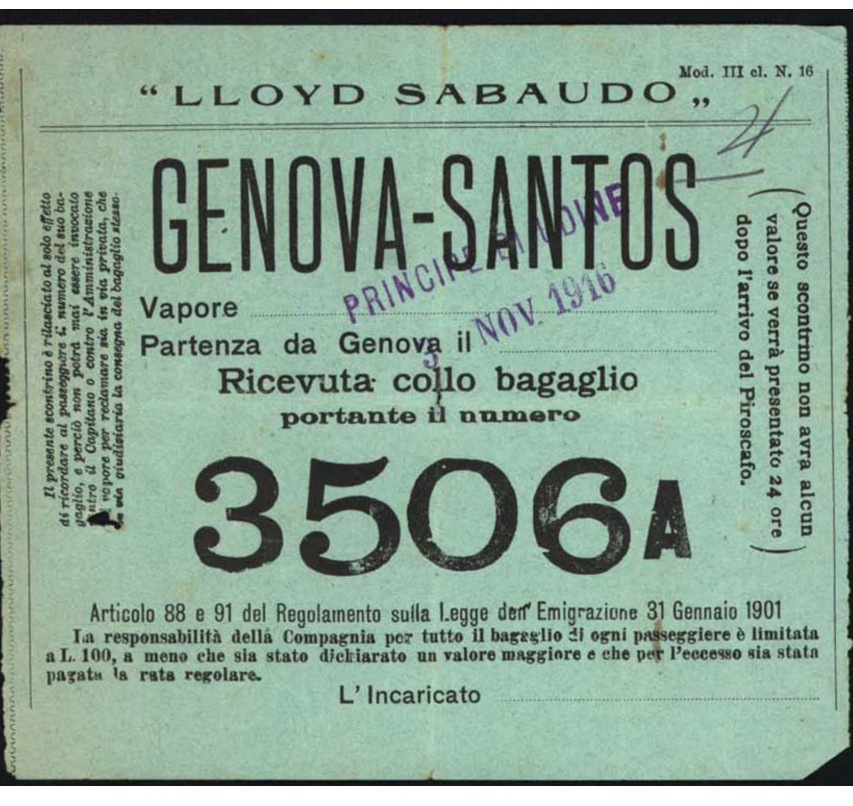 Mod. III cl. N. 16
“ LLOYD SABAUDO „
4
GENOVA-SANTOS
PRINCIPE DI UDINE
Vapore
3 NOV. 1916
Partenza da Genova il
Ricevuta collo bagaglio
portante il numero
3506A
Il presente scontrino è rilasciato al solo effetto
di ricordare al passeggiere il numero del suo ba-
gaglio, e perciò non potrà mai essere invocato
contro il Capitano o contro l'Amministrazione
vapore per reclamare sia in via privata, che
in via giudiziaria la consegna del bagaglio stesso.
(Questo scontrino non avra alcun
valore se verrà presentato 24 ore
dopo l'arrivo del Piroscafo.)
Articolo 88 e 91 del Regolamento sulla Legge dell' Emigrazione 31 Gennaio 1901
La responsabilità della Compagnia per tutto il bagaglio di ogni passeggiere è limitata
a L. 100, a meno che sia stato dichiarato un valore maggiore e che per l'eccesso sia stata
pagata la rata regolare.
L' Incaricato